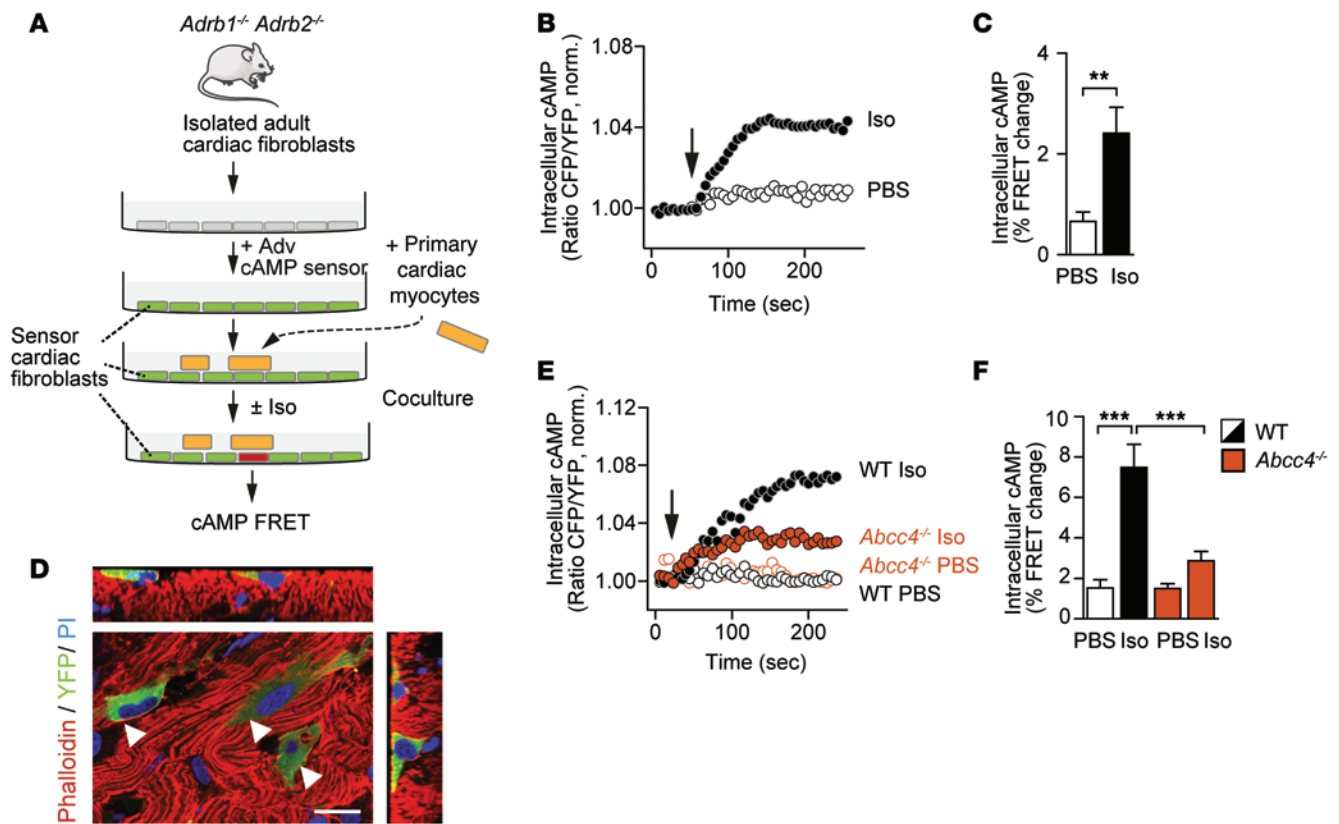 A
Adrb1-/- Adrb2-/-
Isolated adult
cardiac fibroblasts
+ Adv
cAMP sensor
+ Primary
cardiac
myocytes
Sensor
cardiac
fibroblasts
± Iso
Coculture
cAMP FRET
B
Intracellular cAMP
(Ratio CFP/YFP, norm.)
1.08
1.04
1.00
Iso
PBS
0 100 200
Time (sec)
C
Intracellular cAMP
(% FRET change)
4
2
0
**
PBS Iso
D
Phalloidin / YFP/ PI
E
Intracellular cAMP
(Ratio CFP/YFP, norm.)
1.12
1.08
1.04
1.00
WT Iso
Abcc4-/- Iso
Abcc4-/- PBS
WT PBS
0 100 200
Time (sec)
F
Intracellular cAMP
(% FRET change)
10
8
6
4
2
0
*** ***
PBS Iso PBS Iso
WT
Abcc4-/-